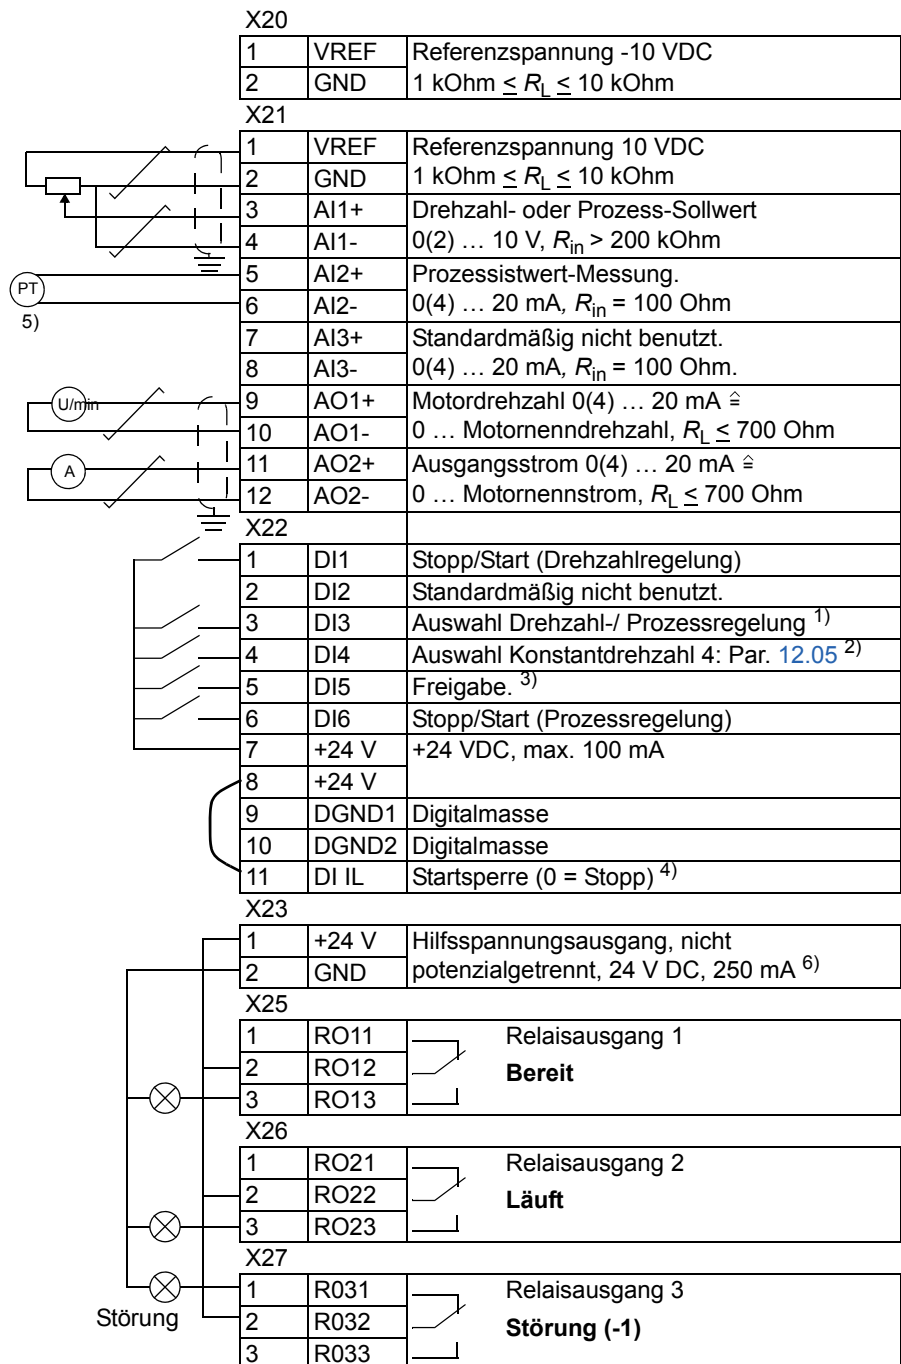 X20
1 VREF Referenzspannung -10 VDC
2 GND 1 kOhm ≤ RL ≤ 10 kOhm
X21
1 VREF Referenzspannung 10 VDC
2 GND 1 kOhm ≤ RL ≤ 10 kOhm
3 AI1+ Drehzahl- oder Prozess-Sollwert
4 AI1- 0(2) … 10 V, Rin > 200 kOhm
PT 5 AI2+ Prozessistwert-Messung.
5) 6 AI2- 0(4) … 20 mA, Rin = 100 Ohm
7 AI3+ Standardmäßig nicht benutzt.
8 AI3- 0(4) … 20 mA, Rin = 100 Ohm.
U/min 9 AO1+ Motordrehzahl 0(4) … 20 mA ≙
10 AO1- 0 … Motornenndrehzahl, RL ≤ 700 Ohm
A 11 AO2+ Ausgangsstrom 0(4) … 20 mA ≙
12 AO2- 0 … Motornennstrom, RL ≤ 700 Ohm
X22
1 DI1 Stopp/Start (Drehzahlregelung)
2 DI2 Standardmäßig nicht benutzt.
3 DI3 Auswahl Drehzahl-/ Prozessregelung 1)
4 DI4 Auswahl Konstantdrehzahl 4: Par. 12.05 2)
5 DI5 Freigabe. 3)
6 DI6 Stopp/Start (Prozessregelung)
7 +24 V +24 VDC, max. 100 mA
8 +24 V
9 DGND1 Digitalmasse
10 DGND2 Digitalmasse
11 DI IL Startsperre (0 = Stopp) 4)
X23
1 +24 V Hilfsspannungsausgang, nicht
2 GND potenzialgetrennt, 24 V DC, 250 mA 6)
X25
1 RO11 Relaisausgang 1
2 RO12 Bereit
3 RO13
X26
1 RO21 Relaisausgang 2
2 RO22 Läuft
3 RO23
X27
1 R031 Relaisausgang 3
Störung 2 R032 Störung (-1)
3 R033